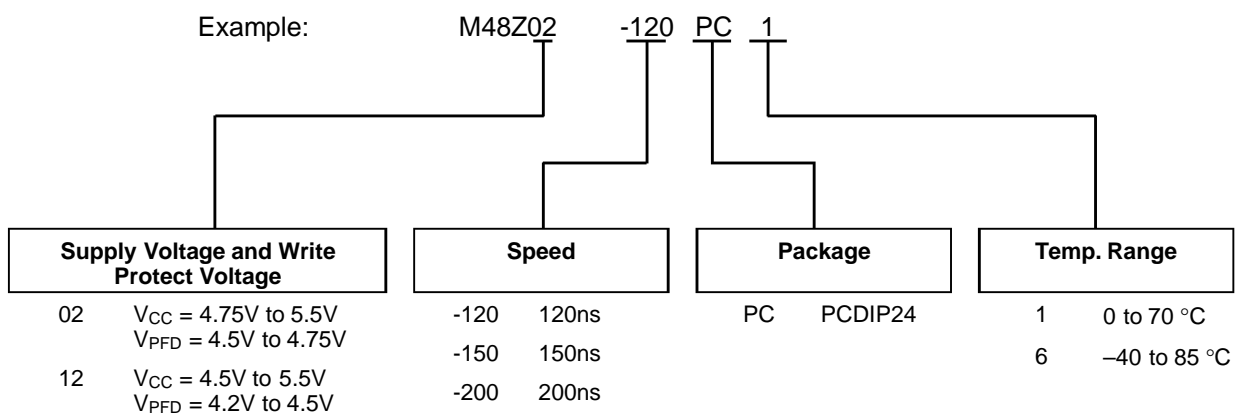 Example: M48Z02 -120 PC 1
Supply Voltage and Write
Protect Voltage
02 VCC = 4.75V to 5.5V
VPFD = 4.5V to 4.75V
12 VCC = 4.5V to 5.5V
VPFD = 4.2V to 4.5V
Speed
-120 120ns
-150 150ns
-200 200ns
Package
PC PCDIP24
Temp. Range
1 0 to 70 °C
6 –40 to 85 °C